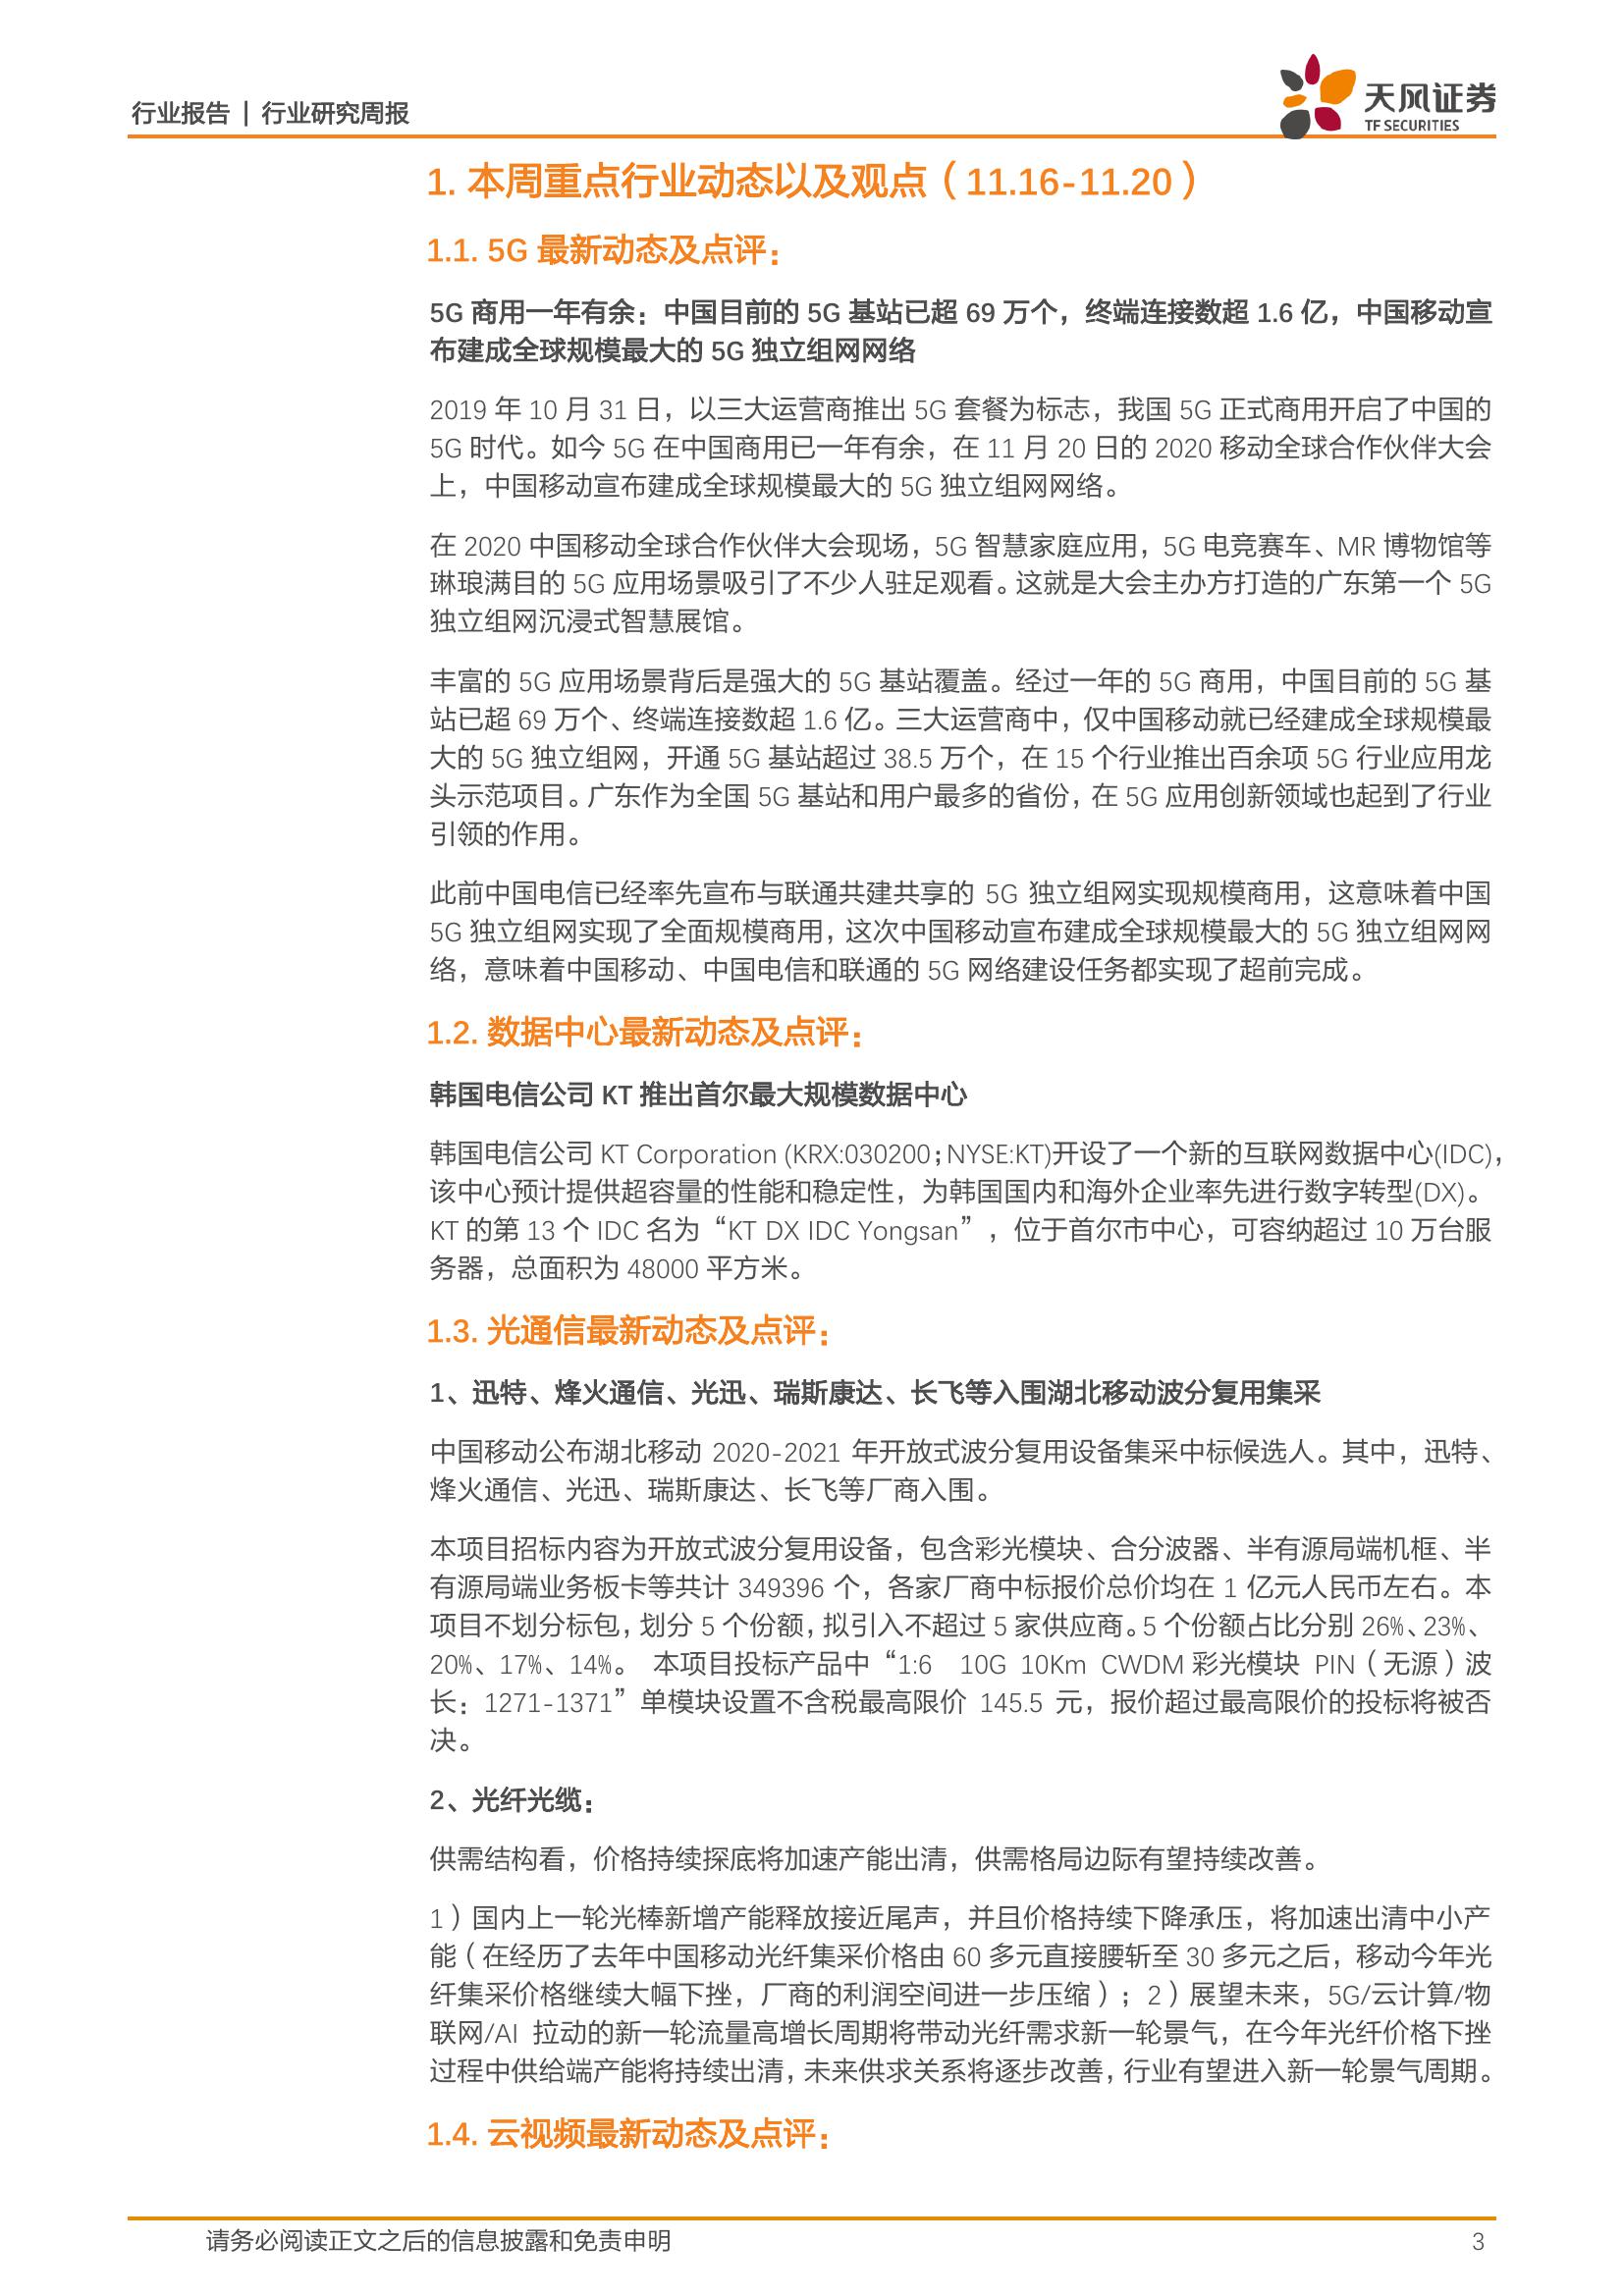 行业报告 | 行业研究周报
天风证券
TF SECURITIES
1. 本周重点行业动态以及观点（11.16-11.20）
1.1. 5G 最新动态及点评：
5G 商用一年有余：中国目前的 5G 基站已超 69 万个，终端连接数超 1.6 亿，中国移动宣
布建成全球规模最大的 5G 独立组网网络
2019 年 10 月 31 日，以三大运营商推出 5G 套餐为标志，我国 5G 正式商用开启了中国的
5G 时代。如今 5G 在中国商用已一年有余，在 11 月 20 日的 2020 移动全球合作伙伴大会
上，中国移动宣布建成全球规模最大的 5G 独立组网网络。
在 2020 中国移动全球合作伙伴大会现场，5G 智慧家庭应用，5G 电竞赛车、MR 博物馆等
琳琅满目的 5G 应用场景吸引了不少人驻足观看。这就是大会主办方打造的广东第一个 5G
独立组网沉浸式智慧展馆。
丰富的 5G 应用场景背后是强大的 5G 基站覆盖。经过一年的 5G 商用，中国目前的 5G 基
站已超 69 万个、终端连接数超 1.6 亿。三大运营商中，仅中国移动就已经建成全球规模最
大的 5G 独立组网，开通 5G 基站超过 38.5 万个，在 15 个行业推出百余项 5G 行业应用龙
头示范项目。广东作为全国 5G 基站和用户最多的省份，在 5G 应用创新领域也起到了行业
引领的作用。
此前中国电信已经率先宣布与联通共建共享的 5G 独立组网实现规模商用，这意味着中国
5G 独立组网实现了全面规模商用，这次中国移动宣布建成全球规模最大的 5G 独立组网网
络，意味着中国移动、中国电信和联通的 5G 网络建设任务都实现了超前完成。
1.2. 数据中心最新动态及点评：
韩国电信公司 KT 推出首尔最大规模数据中心
韩国电信公司 KT Corporation (KRX:030200；NYSE:KT)开设了一个新的互联网数据中心(IDC)，
该中心预计提供超容量的性能和稳定性，为韩国国内和海外企业率先进行数字转型(DX)。
KT 的第 13 个 IDC 名为“KT DX IDC Yongsan”，位于首尔市中心，可容纳超过 10 万台服
务器，总面积为 48000 平方米。
1.3. 光通信最新动态及点评：
1、迅特、烽火通信、光迅、瑞斯康达、长飞等入围湖北移动波分复用集采
中国移动公布湖北移动 2020-2021 年开放式波分复用设备集采中标候选人。其中，迅特、
烽火通信、光迅、瑞斯康达、长飞等厂商入围。
本项目招标内容为开放式波分复用设备，包含彩光模块、合分波器、半有源局端机框、半
有源局端业务板卡等共计 349396 个，各家厂商中标报价总价均在 1 亿元人民币左右。本
项目不划分标包，划分 5 个份额，拟引入不超过 5 家供应商。5 个份额占比分别 26%、23%、
20%、17%、14%。 本项目投标产品中“1:6　10G 10Km CWDM 彩光模块 PIN（无源）波
长：1271-1371”单模块设置不含税最高限价 145.5 元，报价超过最高限价的投标将被否
决。
2、光纤光缆：
供需结构看，价格持续探底将加速产能出清，供需格局边际有望持续改善。
1）国内上一轮光棒新增产能释放接近尾声，并且价格持续下降承压，将加速出清中小产
能（在经历了去年中国移动光纤集采价格由 60 多元直接腰斩至 30 多元之后，移动今年光
纤集采价格继续大幅下挫，厂商的利润空间进一步压缩）；2）展望未来，5G/云计算/物
联网/AI 拉动的新一轮流量高增长周期将带动光纤需求新一轮景气，在今年光纤价格下挫
过程中供给端产能将持续出清，未来供求关系将逐步改善，行业有望进入新一轮景气周期。
1.4. 云视频最新动态及点评：
请务必阅读正文之后的信息披露和免责申明
3